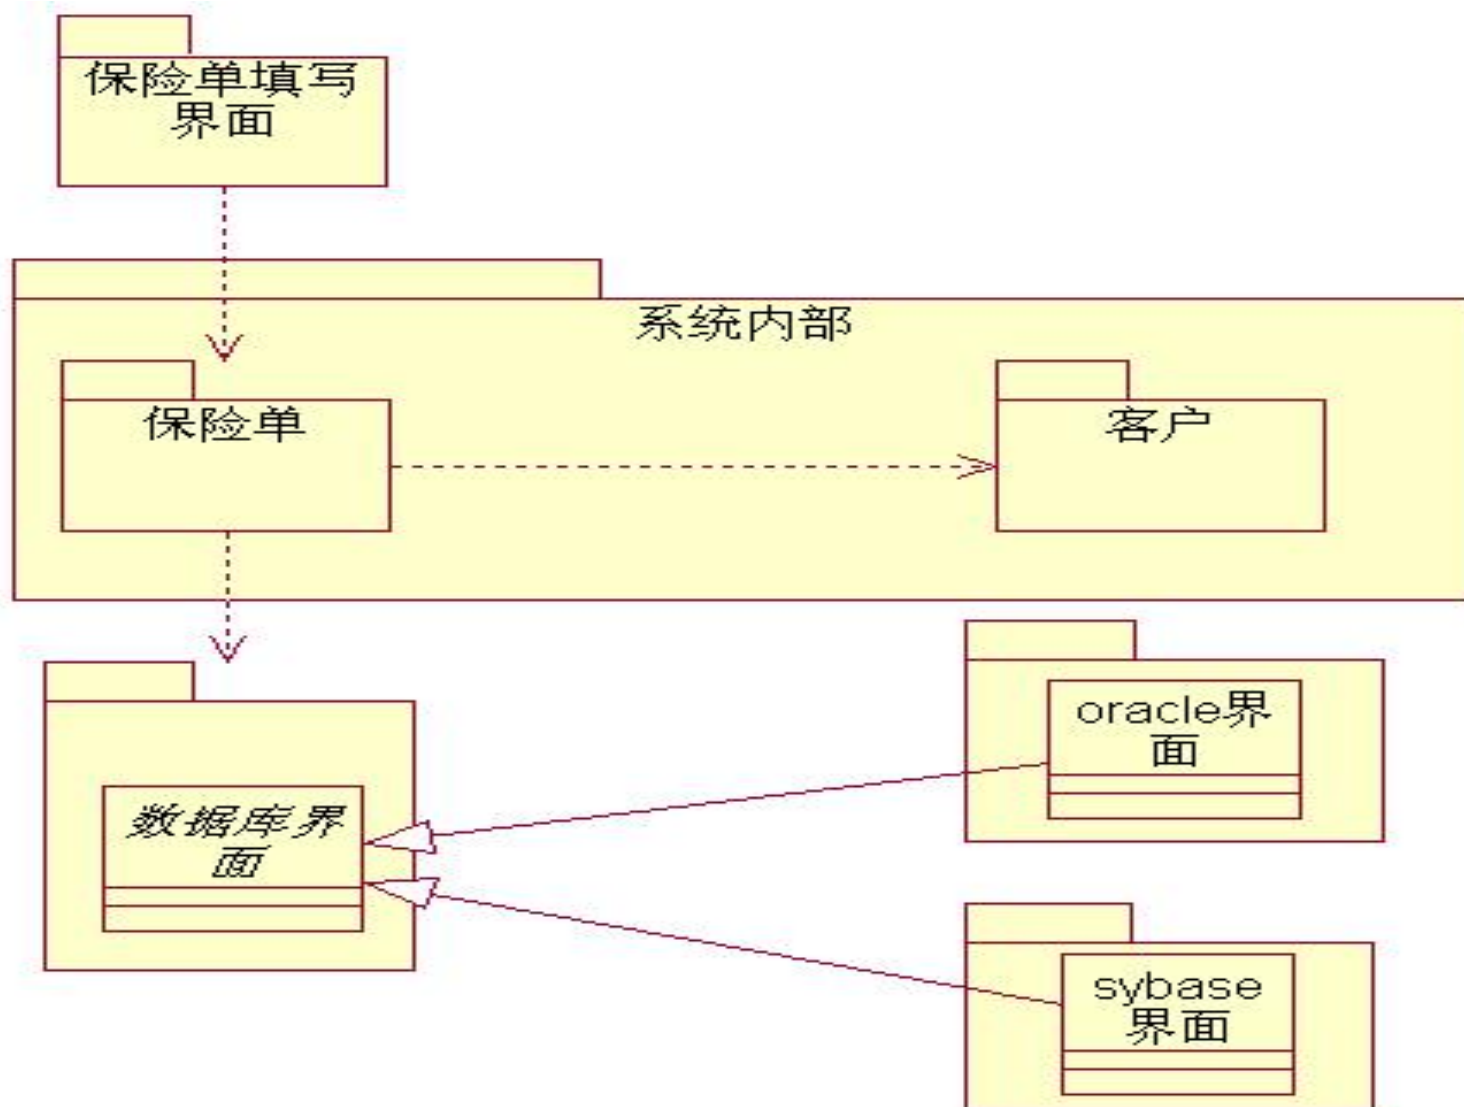 保险单填写
界面
系统内部
保险单
客户
oracle界
面
数据库界
面
sybase
界面